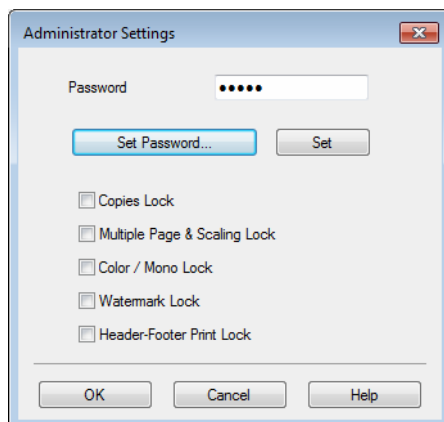 Administrator Settings
Password •••••
Set Password... Set
Copies Lock
Multiple Page & Scaling Lock
Color / Mono Lock
Watermark Lock
Header-Footer Print Lock
OK Cancel Help